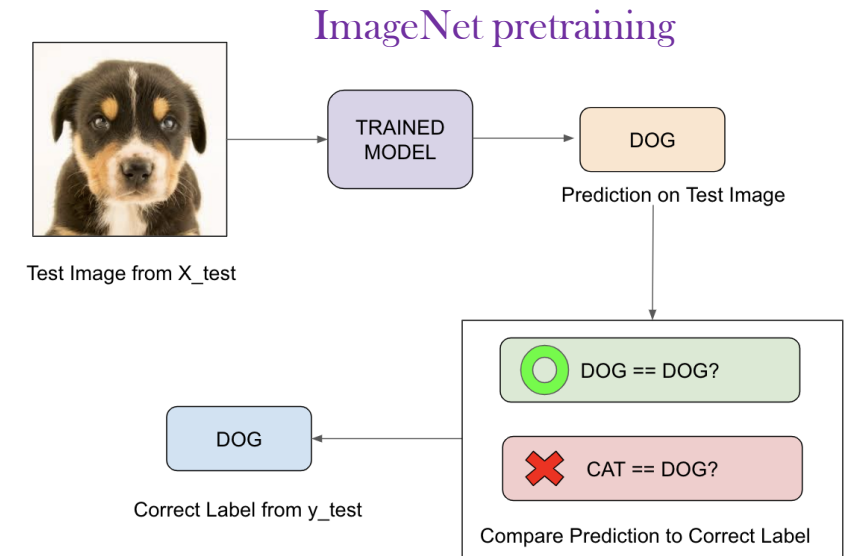 ImageNet pretraining
TRAINED
MODEL
DOG
Prediction on Test Image
Test Image from X_test
DOG == DOG?
CAT == DOG?
Compare Prediction to Correct Label
DOG
Correct Label from y_test